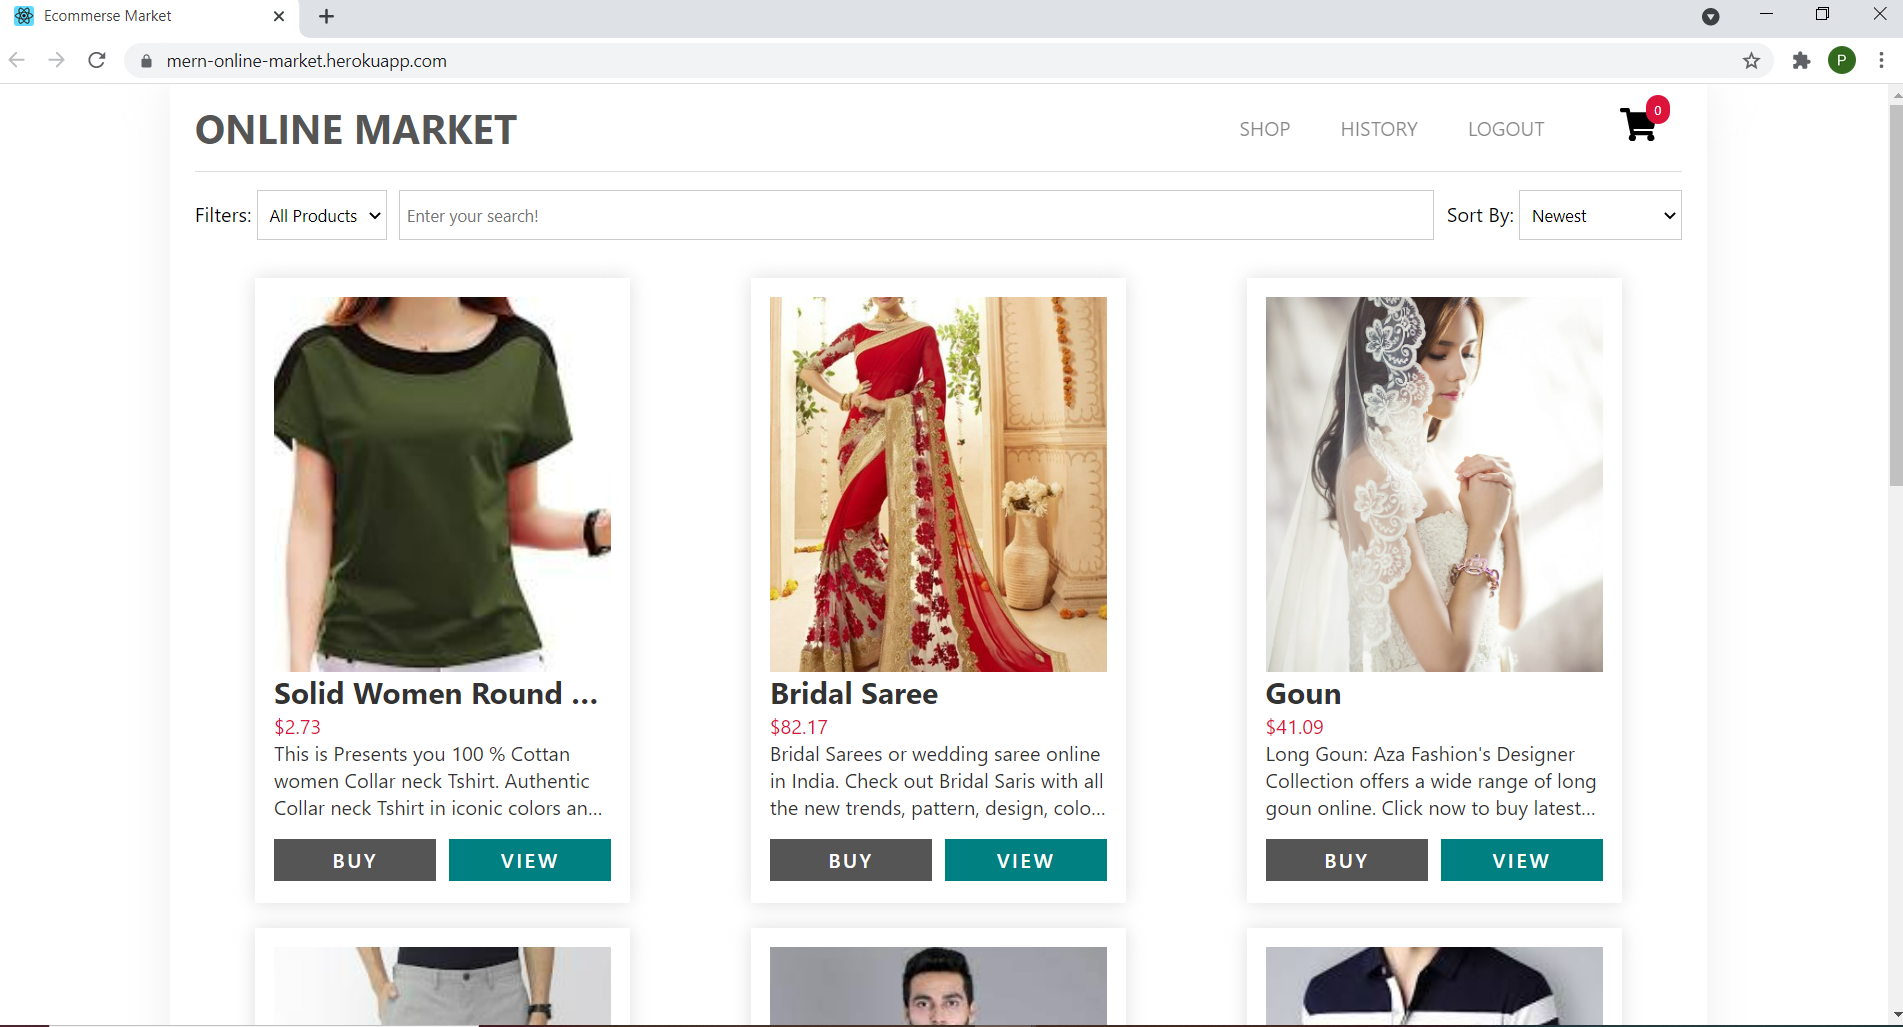 Ecommerse Market
mern-online-market.herokuapp.com
P
ONLINE MARKET
SHOP
HISTORY
LOGOUT
0
Filters:
All Products
Enter your search!
Sort By:
Newest
Solid Women Round ...
$2.73
This is Presents you 100 % Cottan
women Collar neck Tshirt. Authentic
Collar neck Tshirt in iconic colors an...
BUY
VIEW
Bridal Saree
$82.17
Bridal Sarees or wedding saree online
in India. Check out Bridal Saris with all
the new trends, pattern, design, colo...
BUY
VIEW
Goun
$41.09
Long Goun: Aza Fashion's Designer
Collection offers a wide range of long
goun online. Click now to buy latest...
BUY
VIEW